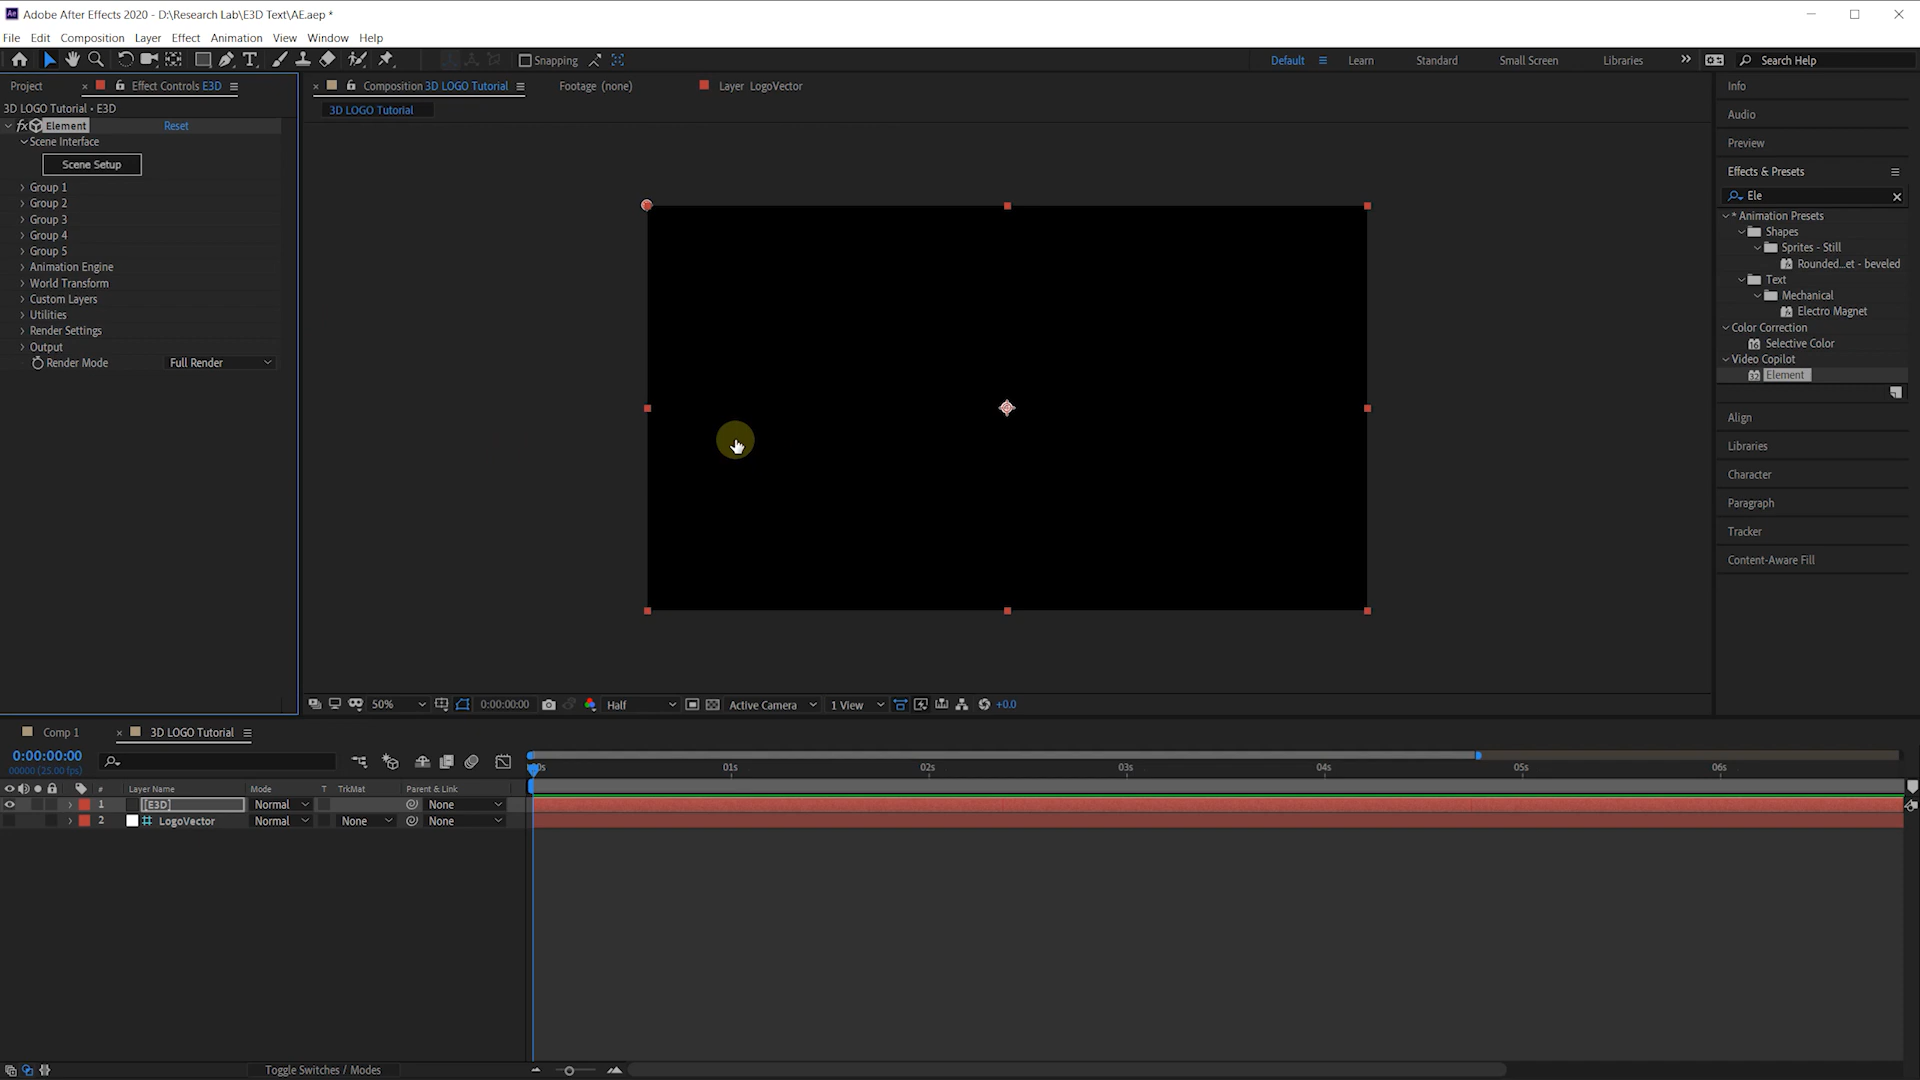 Adobe After Effects 2020 - D:\Research Lab\E3D Text\AE.aep *
File Edit Composition Layer Effect Animation View Window Help
Snapping
Default Learn Standard Small Screen Libraries Search Help
Project Effect Controls E3D
Composition 3D LOGO Tutorial Footage (none) Layer LogoVector
3D LOGO Tutorial • E3D
3D LOGO Tutorial
fx Element Reset
Scene Interface
Scene Setup
Group 1
Group 2
Group 3
Group 4
Group 5
Animation Engine
World Transform
Custom Layers
Utilities
Render Settings
Output
Render Mode Full Render
Info
Audio
Preview
Effects & Presets
Ele
* Animation Presets
Shapes
Sprites - Still
Rounded...et - beveled
Text
Mechanical
Electro Magnet
Color Correction
Selective Color
Video Copilot
Element
Align
Libraries
Character
Paragraph
Tracker
Content-Aware Fill
50% 0:00:00:00 Half Active Camera 1 View +0.0
Comp 1 3D LOGO Tutorial
0:00:00:00
00000 (25.00 fps)
01s 02s 03s 04s 05s 06s
# Layer Name Mode T TrkMat Parent & Link
1 [E3D] Normal None
2 LogoVector Normal None None
Toggle Switches / Modes